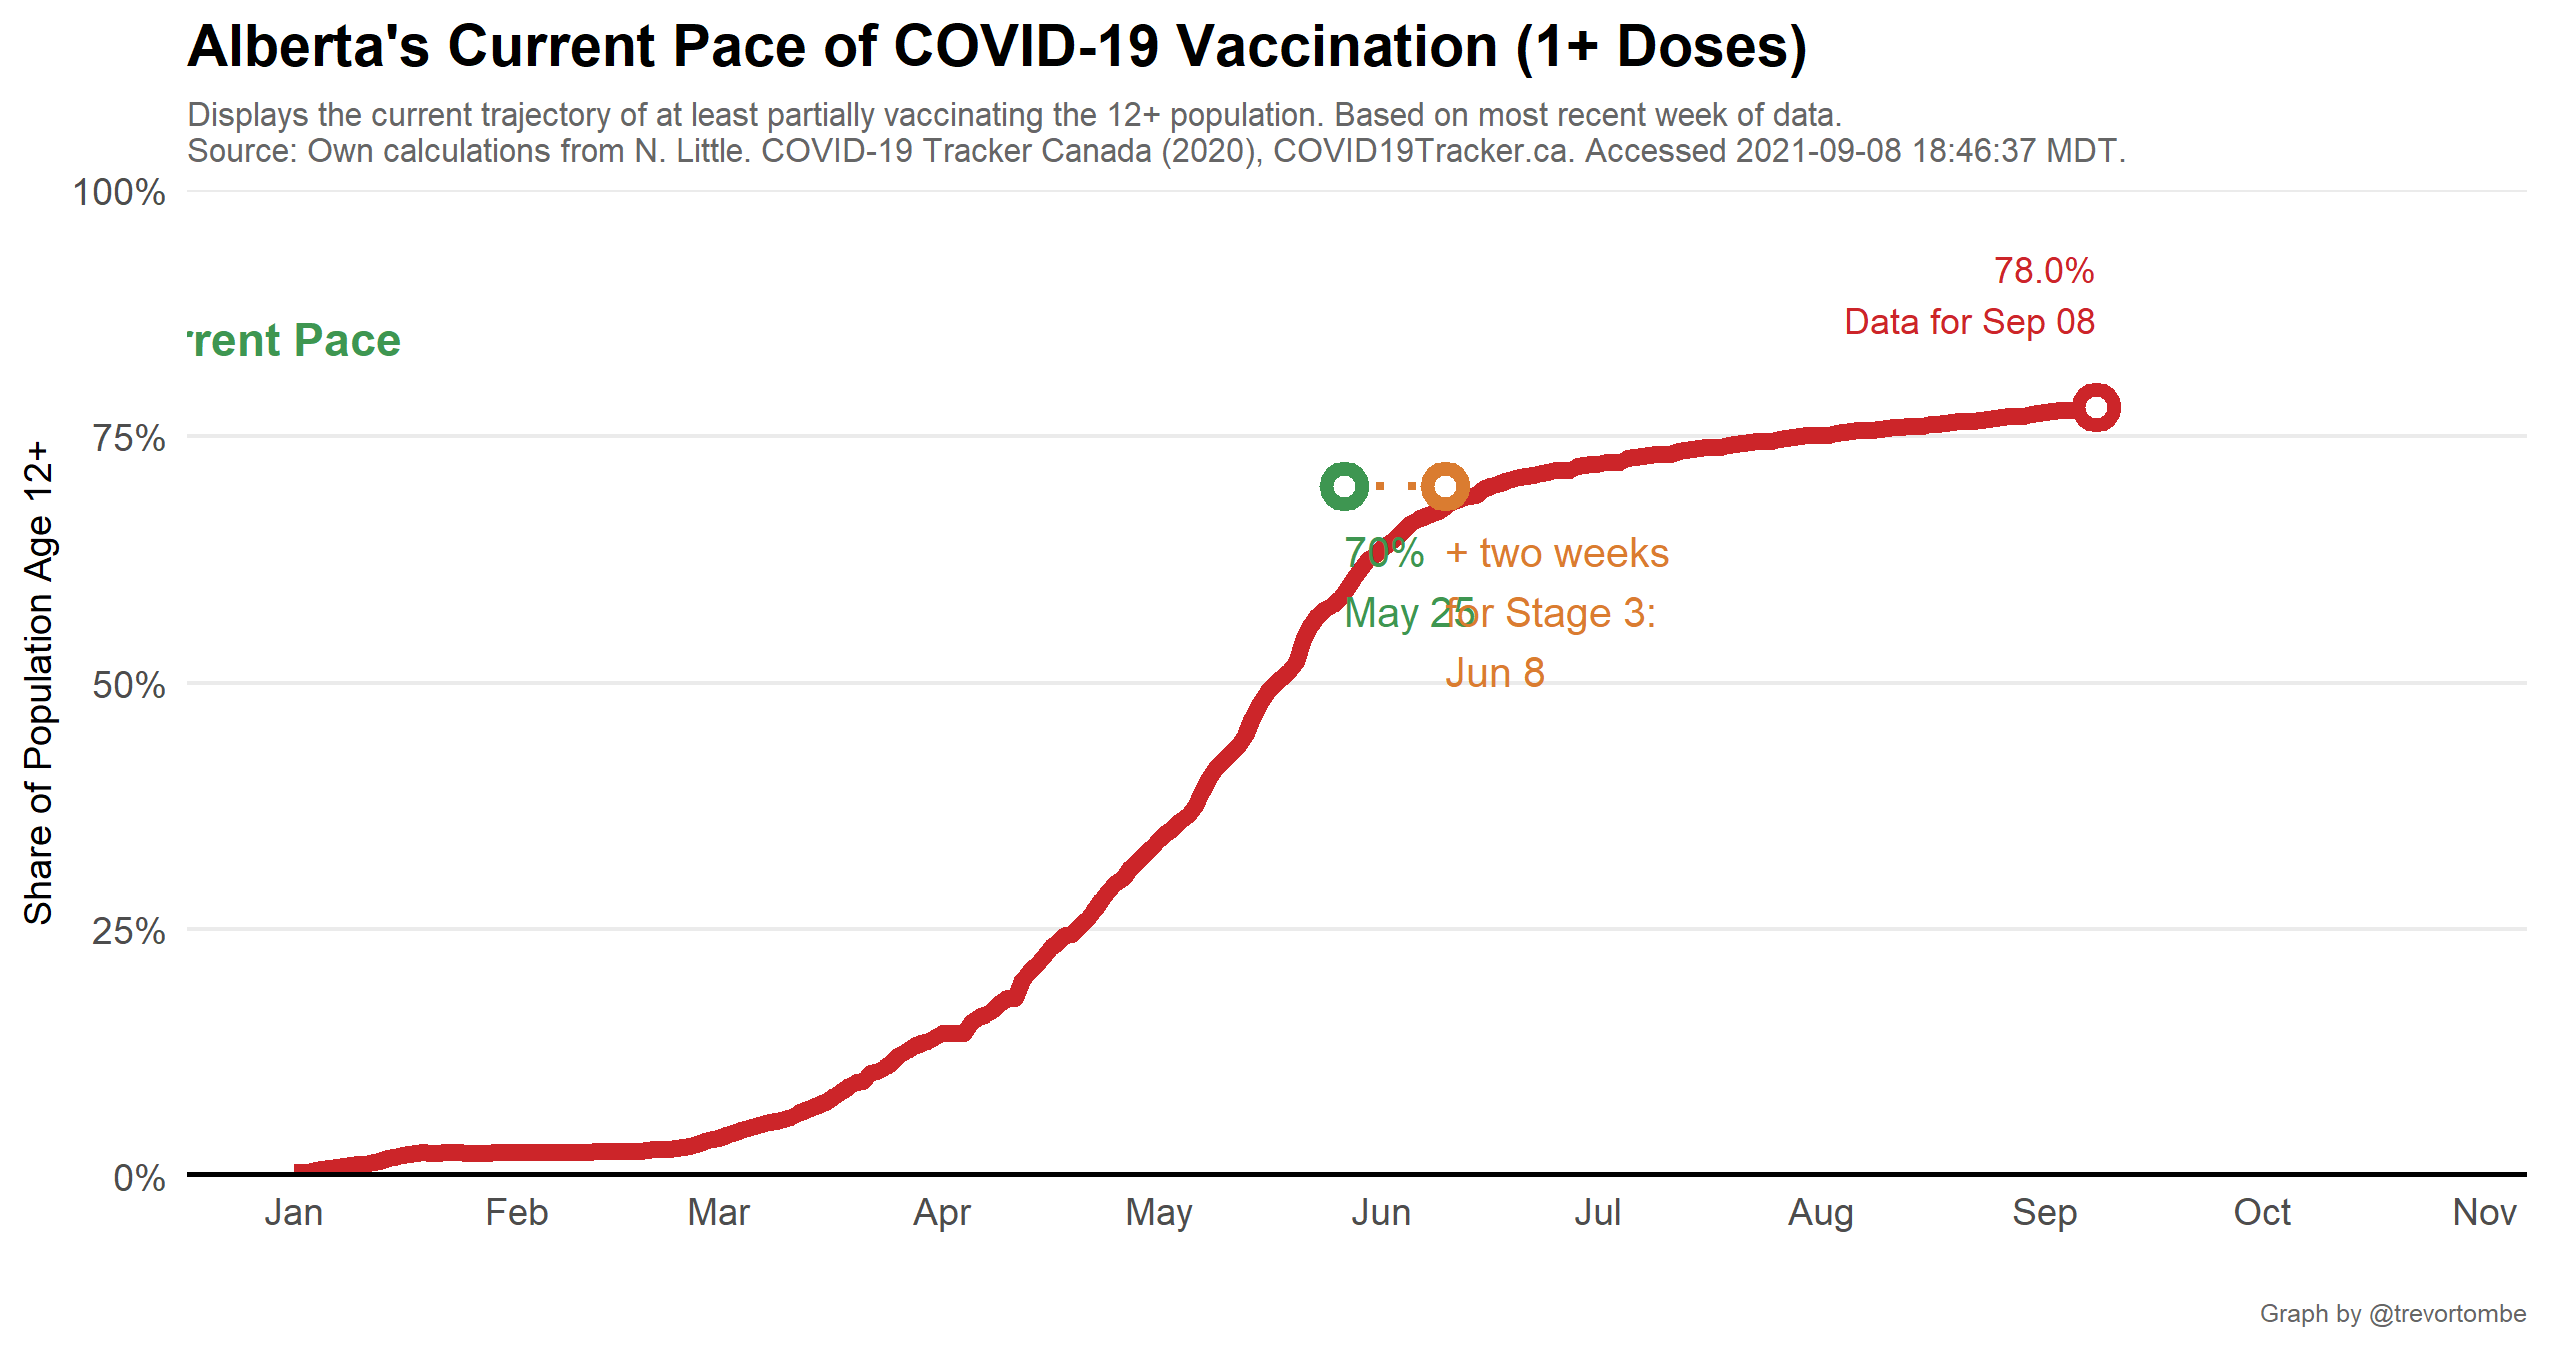 Alberta's Current Pace of COVID-19 Vaccination (1+ Doses)
Displays the current trajectory of at least partially vaccinating the 12+ population. Based on most recent week of data.
Source: Own calculations from N. Little. COVID-19 Tracker Canada (2020), COVID19Tracker.ca. Accessed 2021-09-08 18:46:37 MDT.
100%
78.0%
Data for Sep 08
rrent Pace
75%
70%
+ two weeks
May 25
for Stage 3:
Jun 8
50%
25%
0%
Share of Population Age 12+
Jan Feb Mar Apr May Jun Jul Aug Sep Oct Nov
Graph by @trevortombe